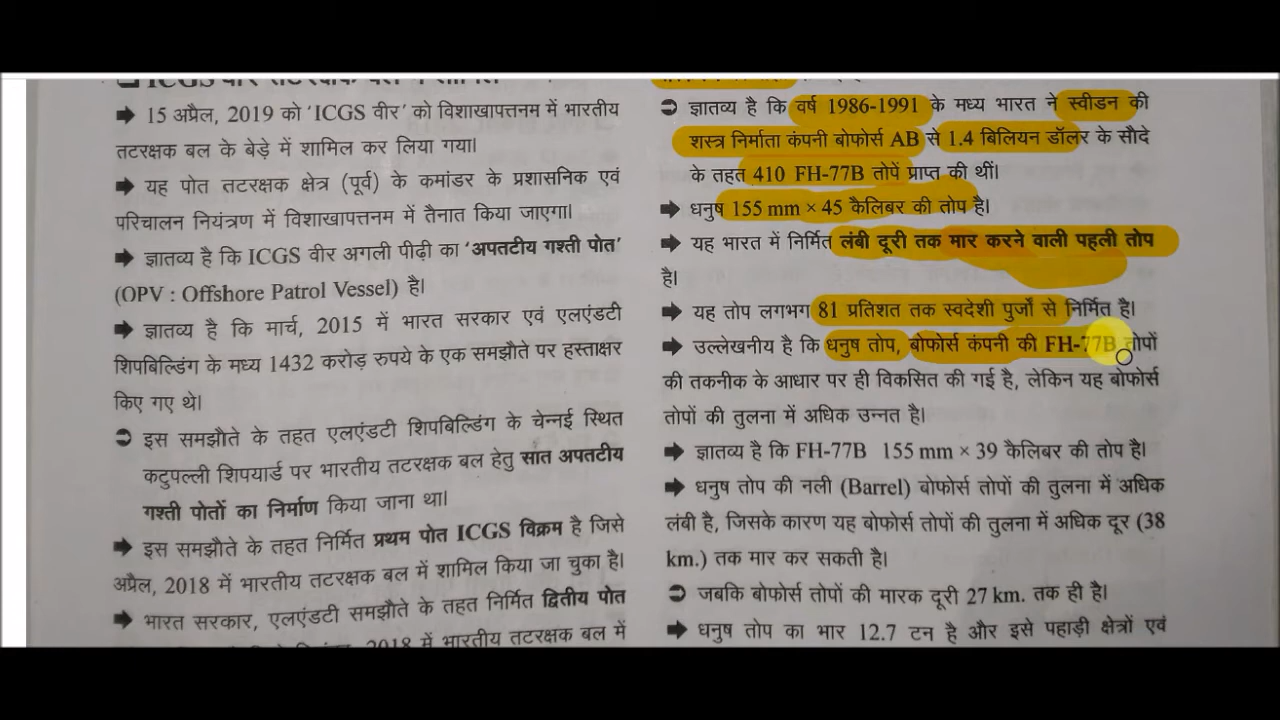 ICGS वीर तटरक्षक बल में शामिल
➡ 15 अप्रैल, 2019 को 'ICGS वीर' को विशाखापत्तनम में भारतीय
तटरक्षक बल के बेड़े में शामिल कर लिया गया।
➡ यह पोत तटरक्षक क्षेत्र (पूर्व) के कमांडर के प्रशासनिक एवं
परिचालन नियंत्रण में विशाखापत्तनम में तैनात किया जाएगा।
➡ ज्ञातव्य है कि ICGS वीर अगली पीढ़ी का 'अपतटीय गश्ती पोत'
(OPV : Offshore Patrol Vessel) है।
➡ ज्ञातव्य है कि मार्च, 2015 में भारत सरकार एवं एलएंडटी
शिपबिल्डिंग के मध्य 1432 करोड़ रुपये के एक समझौते पर हस्ताक्षर
किए गए थे।
➲ इस समझौते के तहत एलएंडटी शिपबिल्डिंग के चेन्नई स्थित
कटुपल्ली शिपयार्ड पर भारतीय तटरक्षक बल हेतु सात अपतटीय
गश्ती पोतों का निर्माण किया जाना था।
➡ इस समझौते के तहत निर्मित प्रथम पोत ICGS विक्रम है जिसे
अप्रैल, 2018 में भारतीय तटरक्षक बल में शामिल किया जा चुका है।
➡ भारत सरकार, एलएंडटी समझौते के तहत निर्मित द्वितीय पोत
2018 में भारतीय तटरक्षक बल में
➲ ज्ञातव्य है कि वर्ष 1986-1991 के मध्य भारत ने स्वीडन की
शस्त्र निर्माता कंपनी बोफोर्स AB से 1.4 बिलियन डॉलर के सौदे
के तहत 410 FH-77B तोपें प्राप्त की थीं।
➡ धनुष 155 mm × 45 कैलिबर की तोप है।
➡ यह भारत में निर्मित लंबी दूरी तक मार करने वाली पहली तोप
है।
➡ यह तोप लगभग 81 प्रतिशत तक स्वदेशी पुर्जों से निर्मित है।
➡ उल्लेखनीय है कि धनुष तोप, बोफोर्स कंपनी की FH-77B तोपों
की तकनीक के आधार पर ही विकसित की गई है, लेकिन यह बोफोर्स
तोपों की तुलना में अधिक उन्नत है।
➡ ज्ञातव्य है कि FH-77B 155 mm × 39 कैलिबर की तोप है।
➡ धनुष तोप की नली (Barrel) बोफोर्स तोपों की तुलना में अधिक
लंबी है, जिसके कारण यह बोफोर्स तोपों की तुलना में अधिक दूर (38
km.) तक मार कर सकती है।
➲ जबकि बोफोर्स तोपों की मारक दूरी 27 km. तक ही है।
➡ धनुष तोप का भार 12.7 टन है और इसे पहाड़ी क्षेत्रों एवं